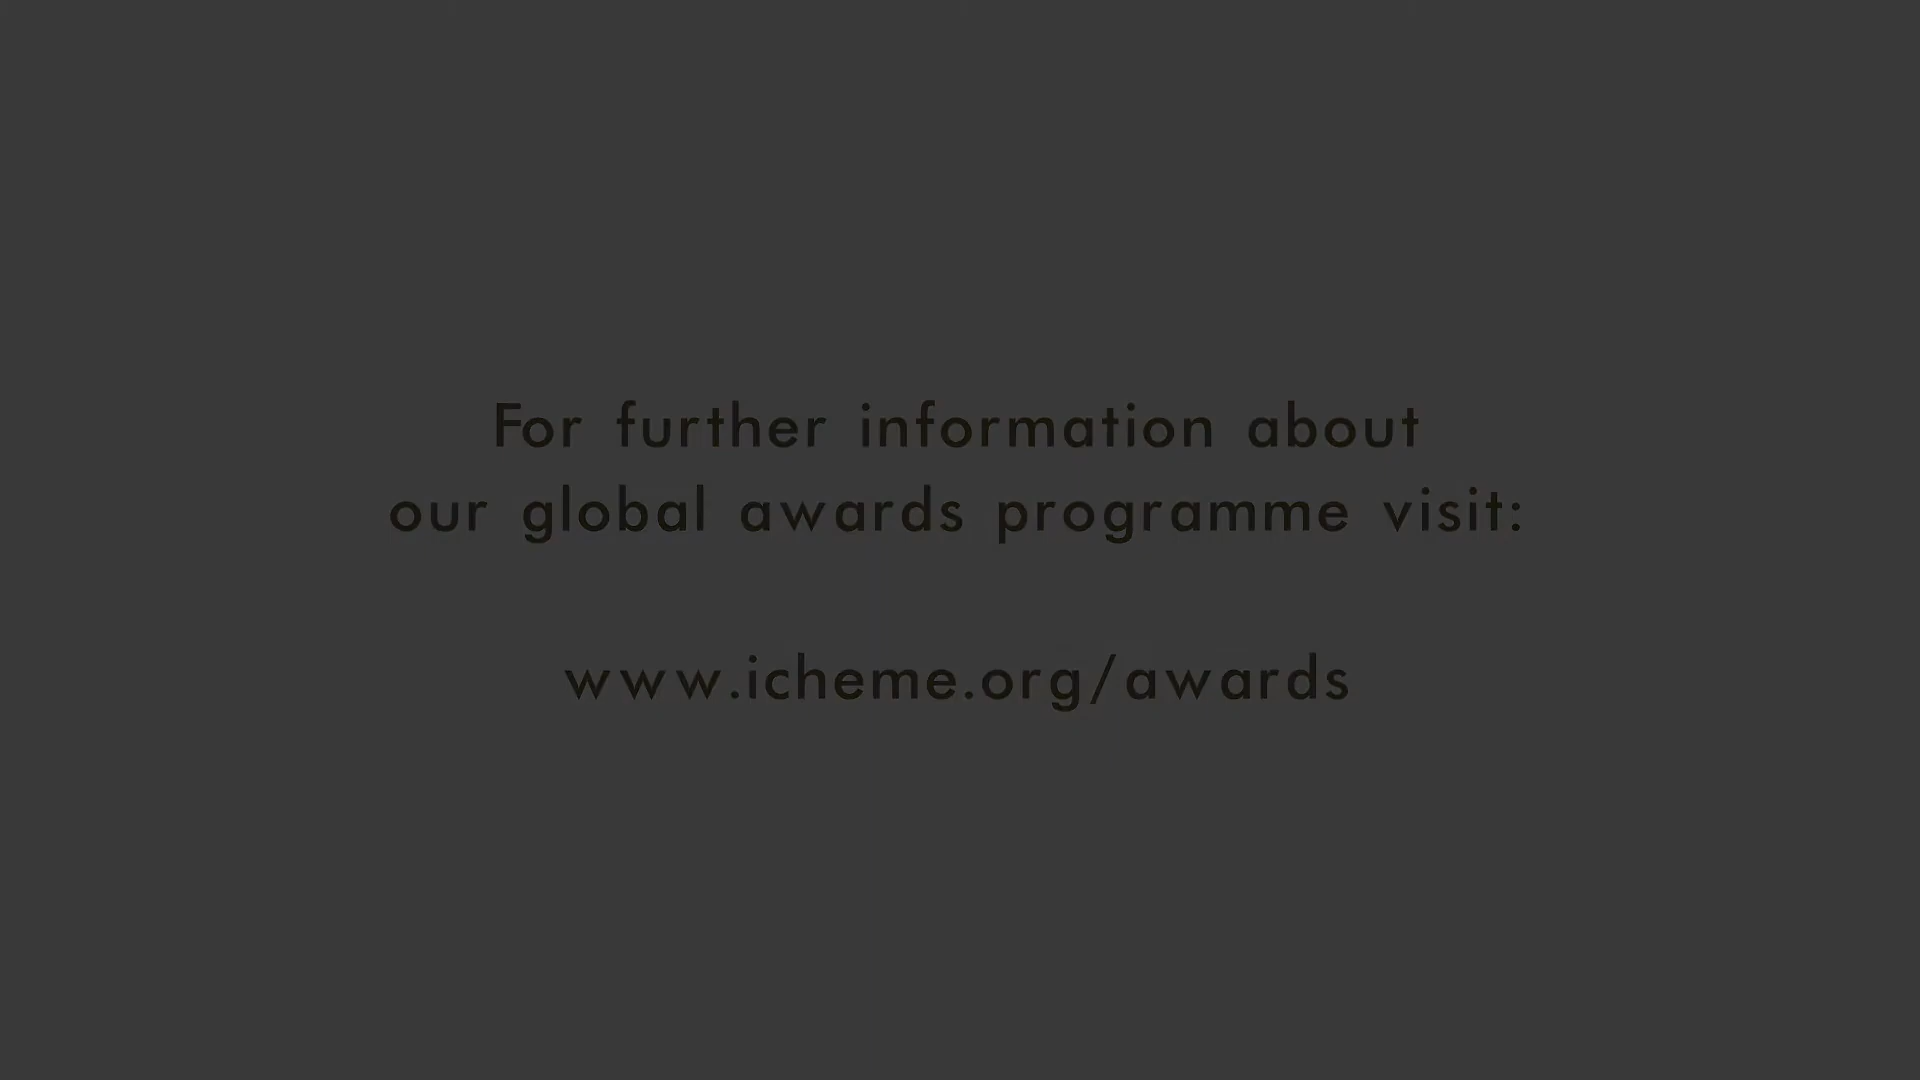 For further information about
our global awards programme visit:
www.icheme.org/awards